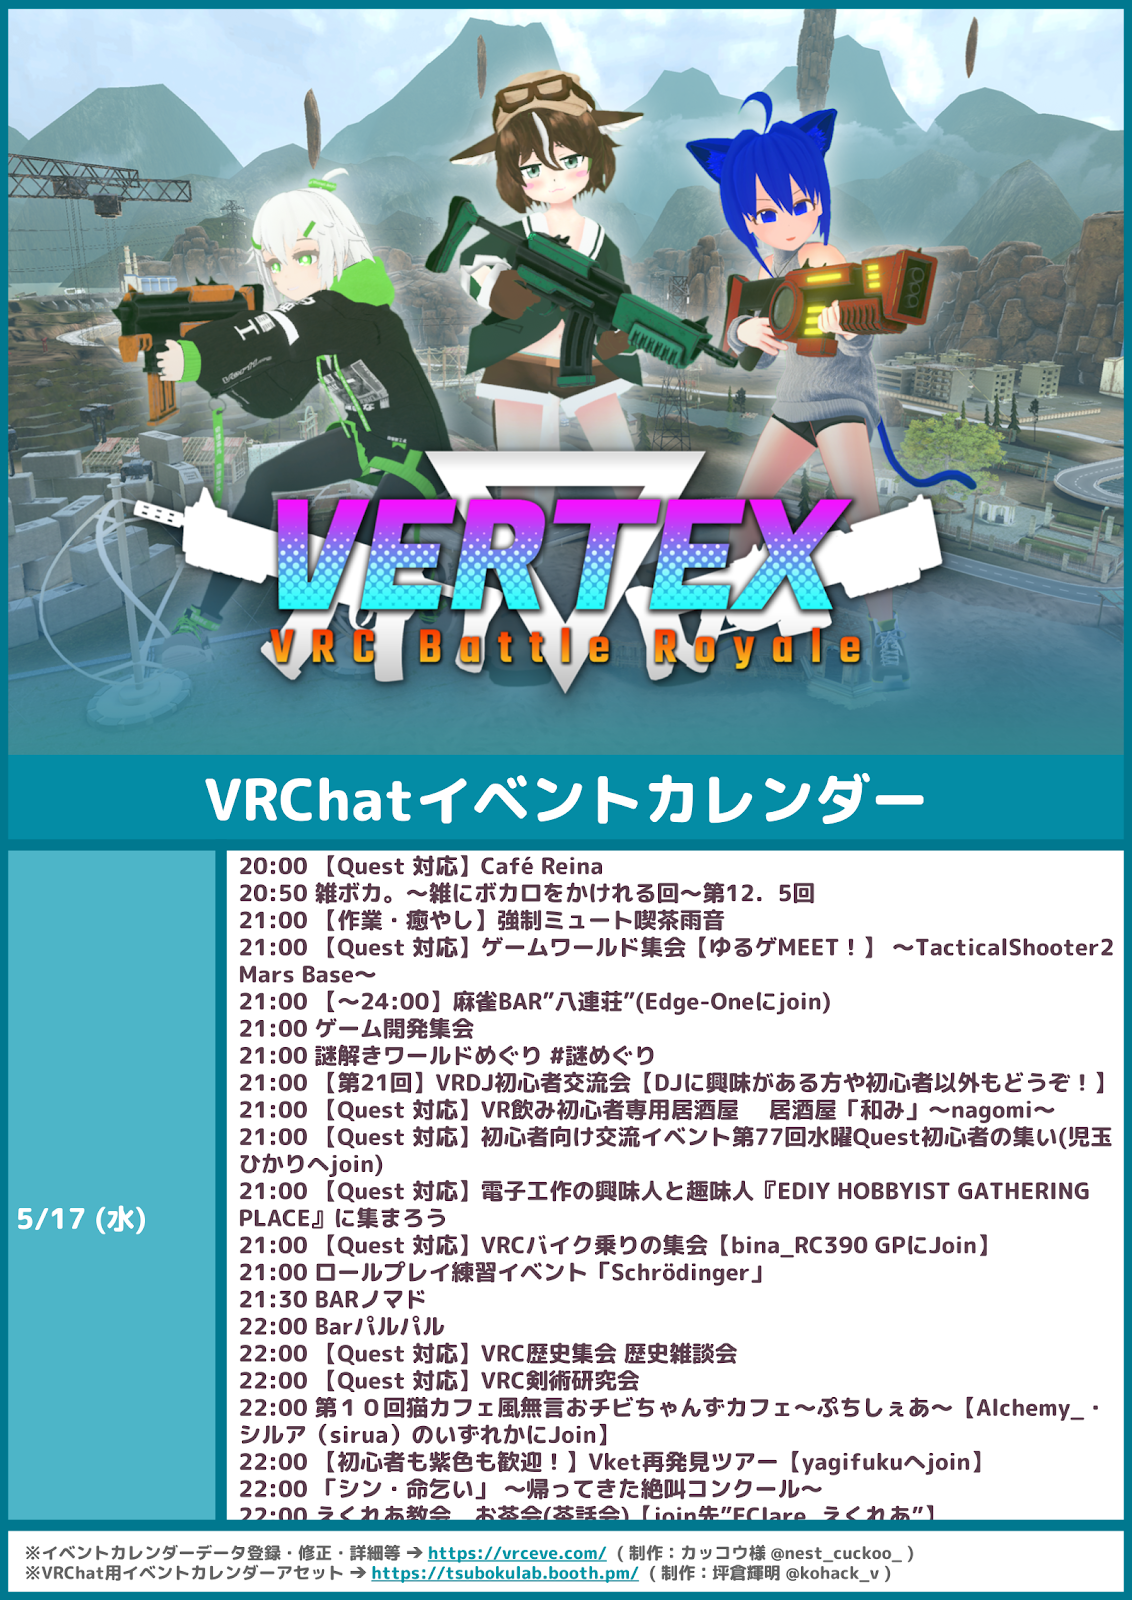 VERTEX
VRC Battle Royale
VRChatイベントカレンダー
5/17 (水)
20:00 【Quest 対応】Café Reina
20:50 雑ボカ。～雑にボカロをかけれる回～第12．5回
21:00 【作業・癒やし】強制ミュート喫茶雨音
21:00 【Quest 対応】ゲームワールド集会【ゆるゲMEET！】 ～TacticalShooter2
Mars Base～
21:00 【～24:00】麻雀BAR”八連荘”(Edge-Oneにjoin)
21:00 ゲーム開発集会
21:00 謎解きワールドめぐり #謎めぐり
21:00 【第21回】VRDJ初心者交流会【DJに興味がある方や初心者以外もどうぞ！】
21:00 【Quest 対応】VR飲み初心者専用居酒屋　居酒屋「和み」～nagomi～
21:00 【Quest 対応】初心者向け交流イベント第77回水曜Quest初心者の集い(児玉
ひかりへjoin)
21:00 【Quest 対応】電子工作の興味人と趣味人『EDIY HOBBYIST GATHERING
PLACE』に集まろう
21:00 【Quest 対応】VRCバイク乗りの集会【bina_RC390 GPにJoin】
21:00 ロールプレイ練習イベント「Schrödinger」
21:30 BARノマド
22:00 Barパルパル
22:00 【Quest 対応】VRC歴史集会 歴史雑談会
22:00 【Quest 対応】VRC剣術研究会
22:00 第１０回猫カフェ風無言おチビちゃんずカフェ～ぷちしぇあ～【Alchemy_・
シルア（sirua）のいずれかにJoin】
22:00 【初心者も紫色も歓迎！】Vket再発見ツアー【yagifukuへjoin】
22:00 「シン・命乞い」 ～帰ってきた絶叫コンクール～
22:00 えくれあ教会　お茶会(茶話会)【join先”EClare_えくれあ”】
※イベントカレンダーデータ登録・修正・詳細等 ➔ https://vrceve.com/ ( 制作：カッコウ様 @nest_cuckoo_ )
※VRChat用イベントカレンダーアセット ➔ https://tsubokulab.booth.pm/ ( 制作：坪倉輝明 @kohack_v )